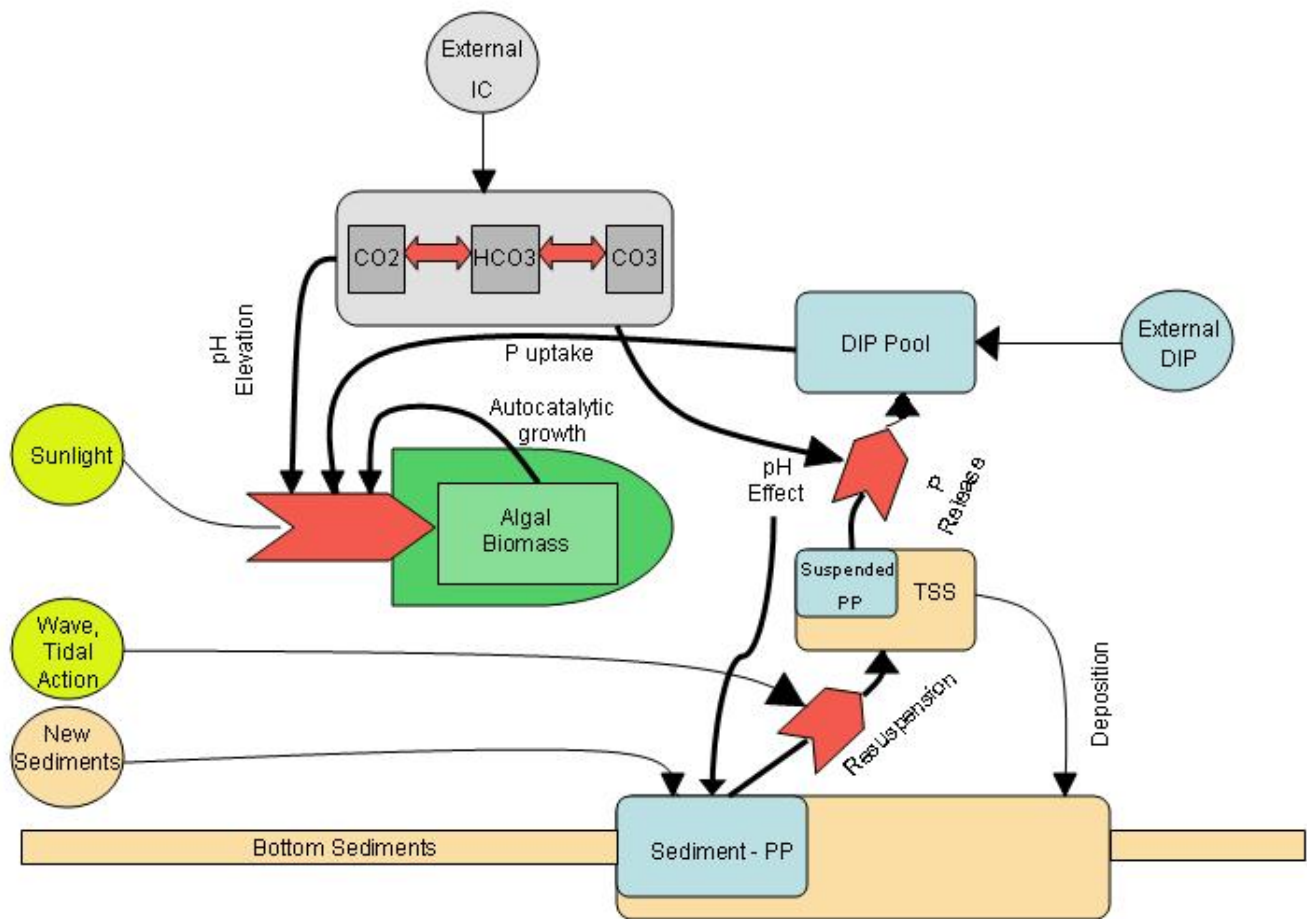 External
IC
CO2
HCO3
CO3
pH
Elevation
P uptake
DIP Pool
External
DIP
Autocatalytic
growth
Sunlight
pH
Effect
P
Release
Algal
Biomass
Suspended
PP
TSS
Wave,
Tidal
Action
Resuspension
Deposition
New
Sediments
Bottom Sediments
Sediment - PP